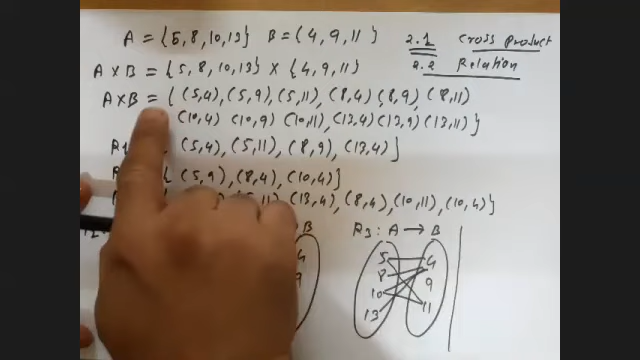 A = {5,8,10,13} B = {4,9,11}
2.1 Cross Product
2.2 Relation
A×B = {5,8,10,13} × {4,9,11}
A×B = { (5,4),(5,9),(5,11),(8,4)(8,9),(8,11)
(10,4) (10,9) (10,11),(13,4)(13,9)(13,11)}
(5,4),(5,11),(8,9),(13,4)}
{(5,9),(8,4),(10,4)}
(13,4),(8,4),(10,11),(10,4)}
B R3: A → B
4 5 4
9 8 9
10 11
13